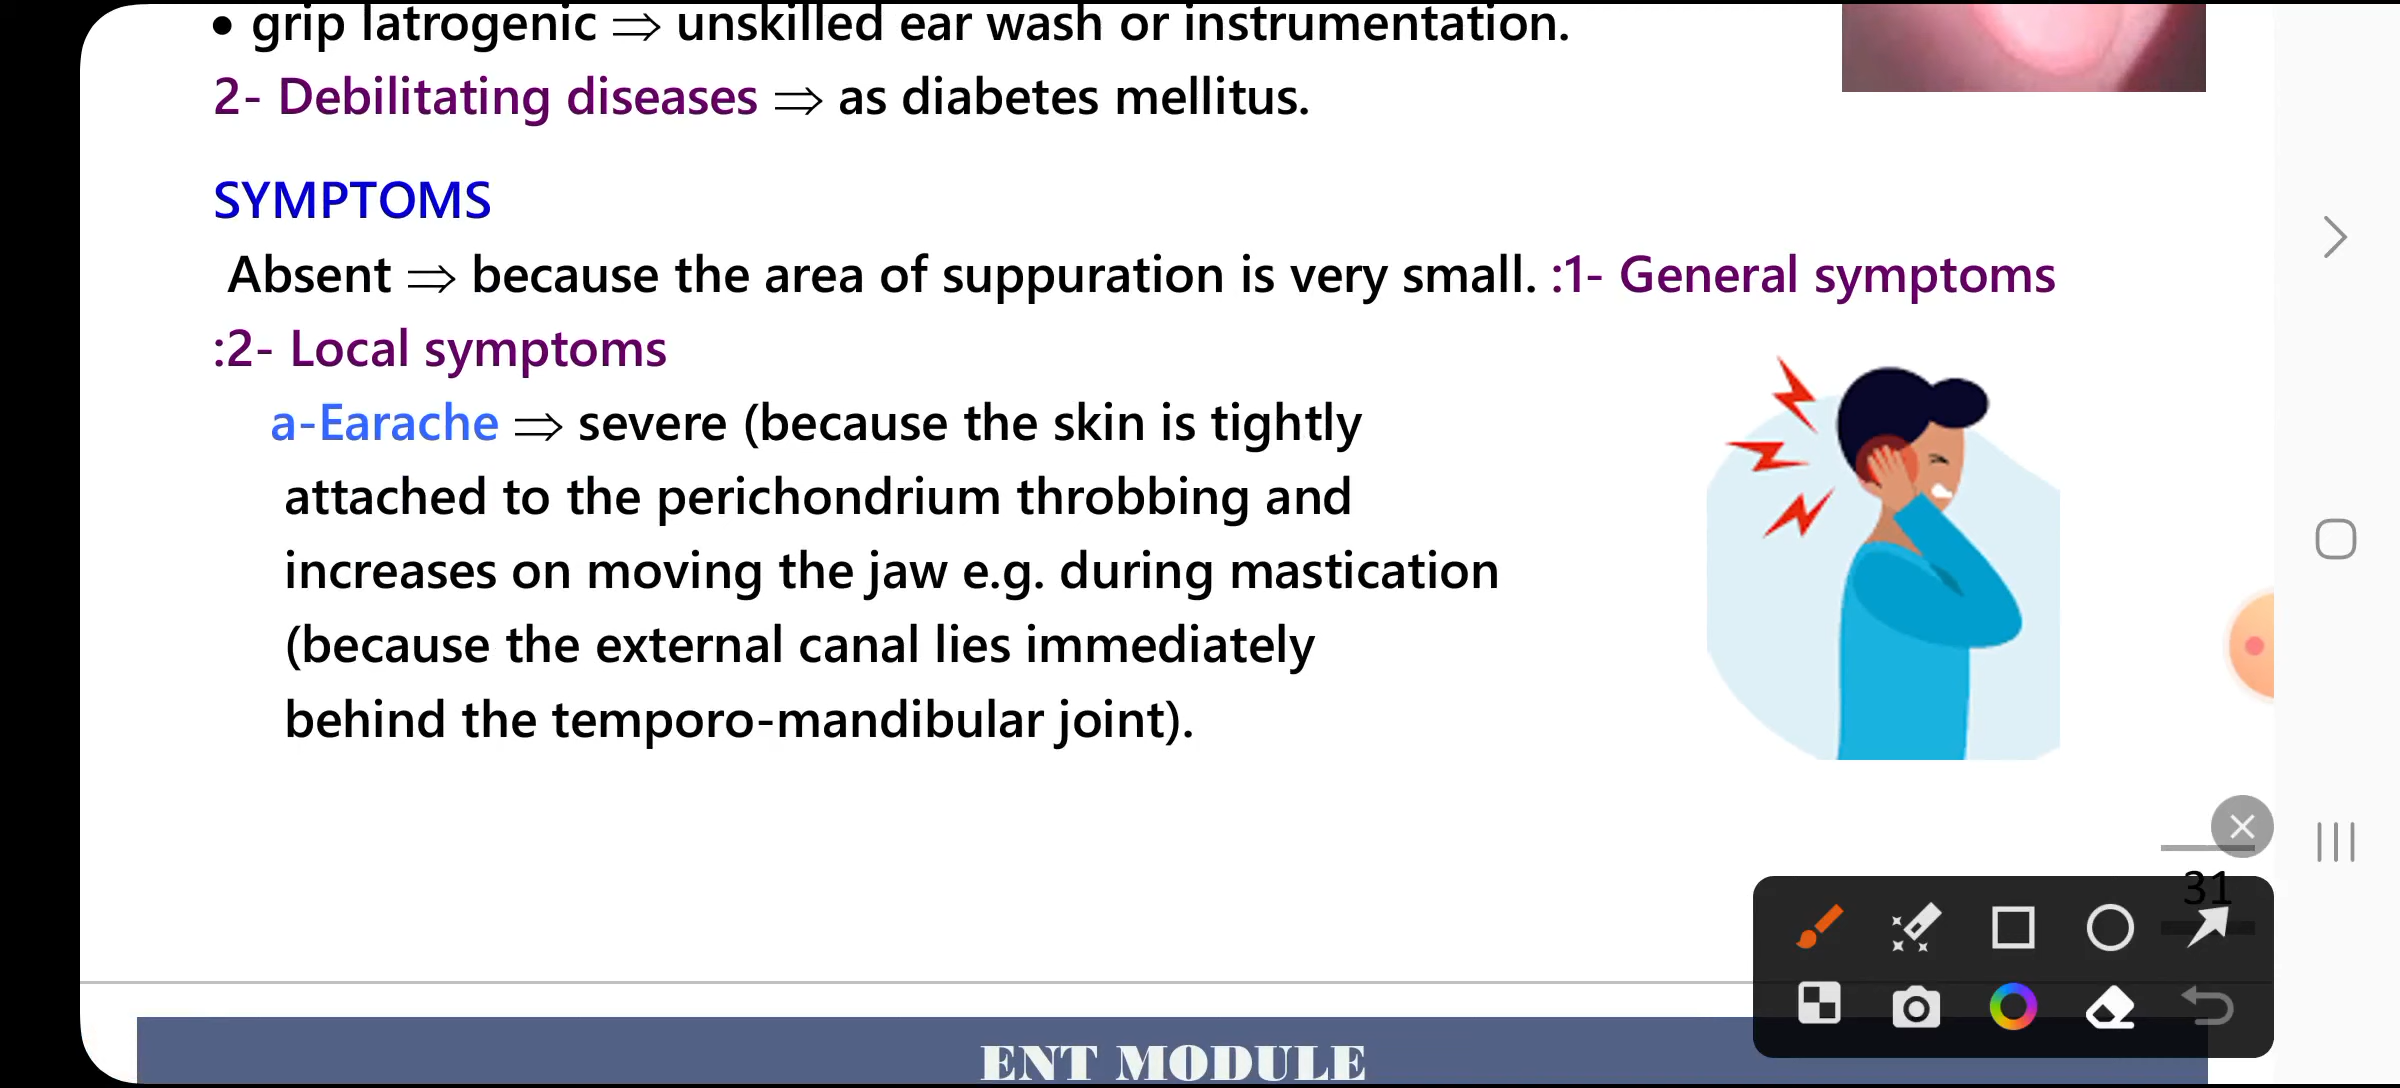 • grip Iatrogenic ⇒ unskilled ear wash or instrumentation.
2- Debilitating diseases ⇒ as diabetes mellitus.
SYMPTOMS
Absent ⇒ because the area of suppuration is very small. :1- General symptoms
:2- Local symptoms
a-Earache ⇒ severe (because the skin is tightly
attached to the perichondrium throbbing and
increases on moving the jaw e.g. during mastication
(because the external canal lies immediately
behind the temporo-mandibular joint).
31
ENT MODULE